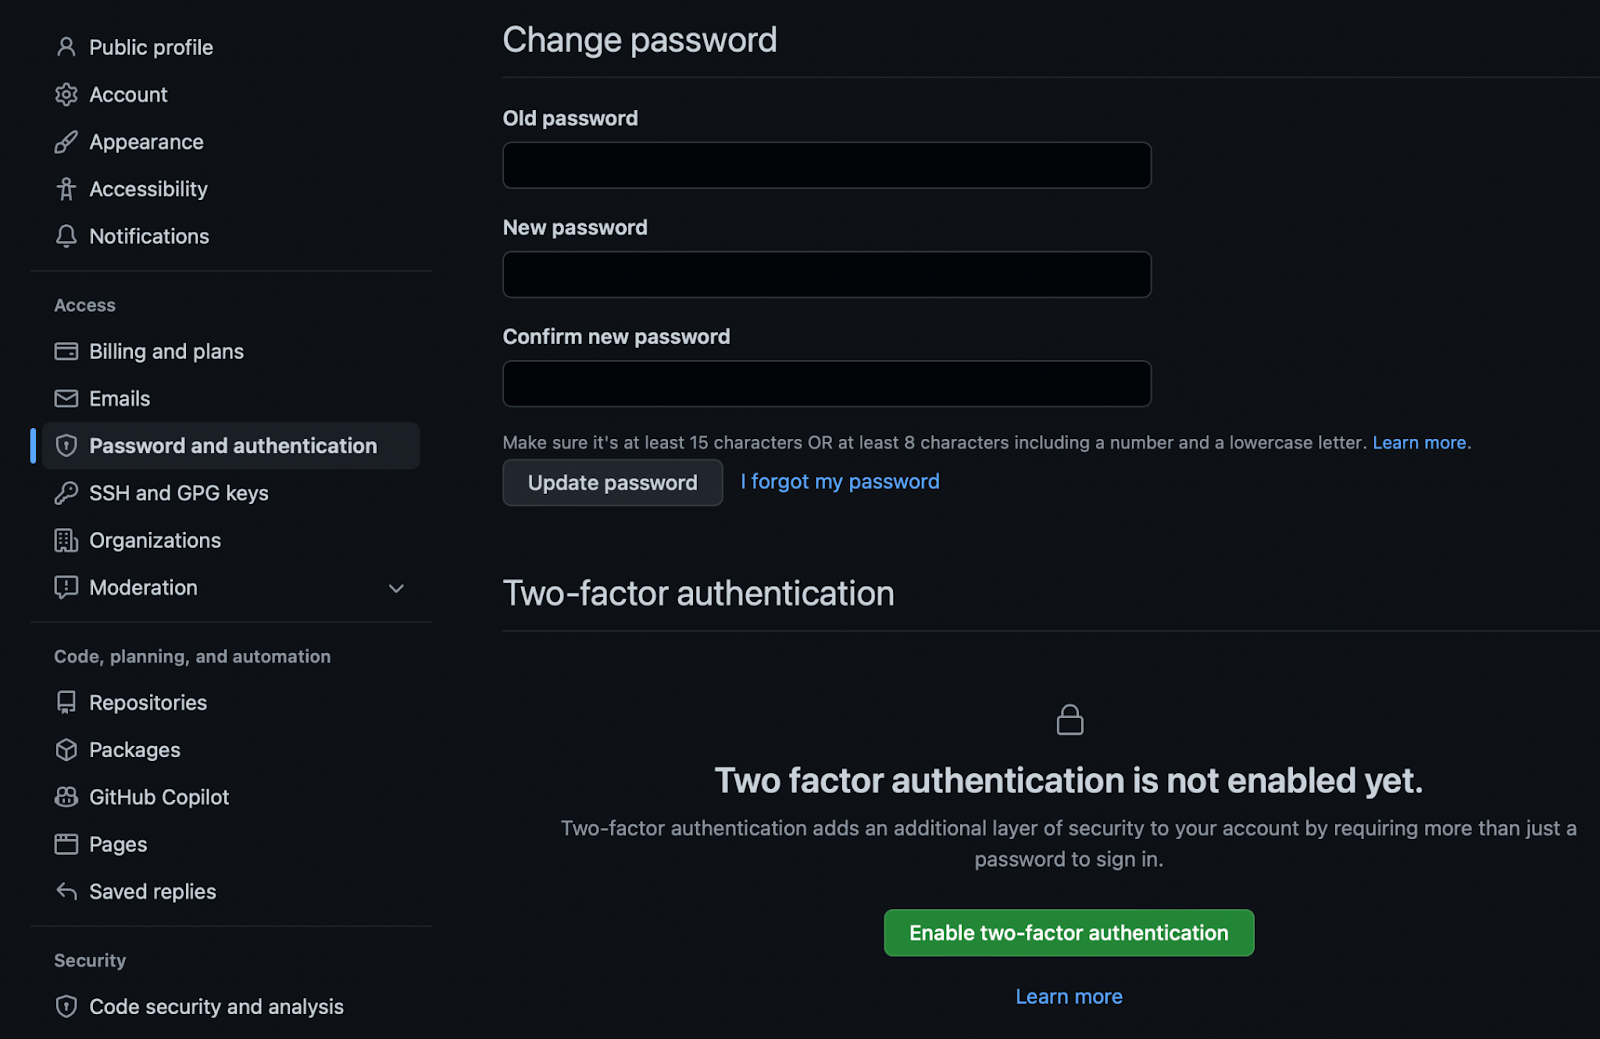 Public profile
Account
Appearance
Accessibility
Notifications
Access
Billing and plans
Emails
Password and authentication
SSH and GPG keys
Organizations
Moderation
Code, planning, and automation
Repositories
Packages
GitHub Copilot
Pages
Saved replies
Security
Code security and analysis
Change password
Old password
New password
Confirm new password
Make sure it's at least 15 characters OR at least 8 characters including a number and a lowercase letter. Learn more.
Update password I forgot my password
Two-factor authentication
Two factor authentication is not enabled yet.
Two-factor authentication adds an additional layer of security to your account by requiring more than just a
password to sign in.
Enable two-factor authentication
Learn more